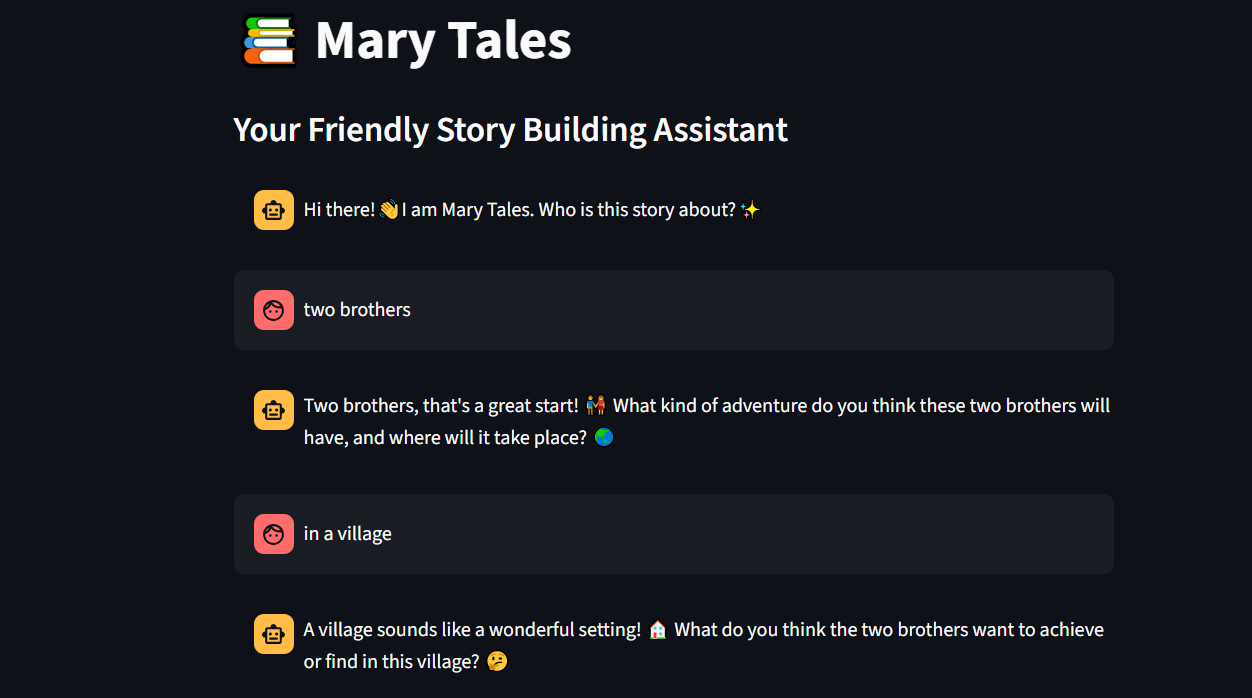 Mary Tales
Your Friendly Story Building Assistant
Hi there! 👋 I am Mary Tales. Who is this story about? ✨
two brothers
Two brothers, that's a great start! 👫 What kind of adventure do you think these two brothers will
have, and where will it take place? 🌏
in a village
A village sounds like a wonderful setting! 🏠 What do you think the two brothers want to achieve
or find in this village? 🤔